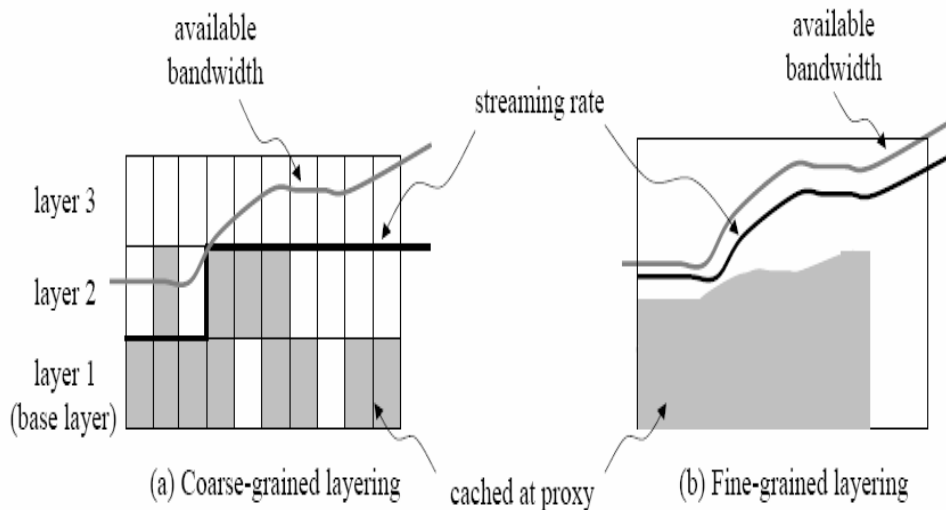 available
bandwidth
available
bandwidth
streaming rate
layer 3
layer 2
layer 1
(base layer)
(a) Coarse-grained layering
cached at proxy
(b) Fine-grained layering